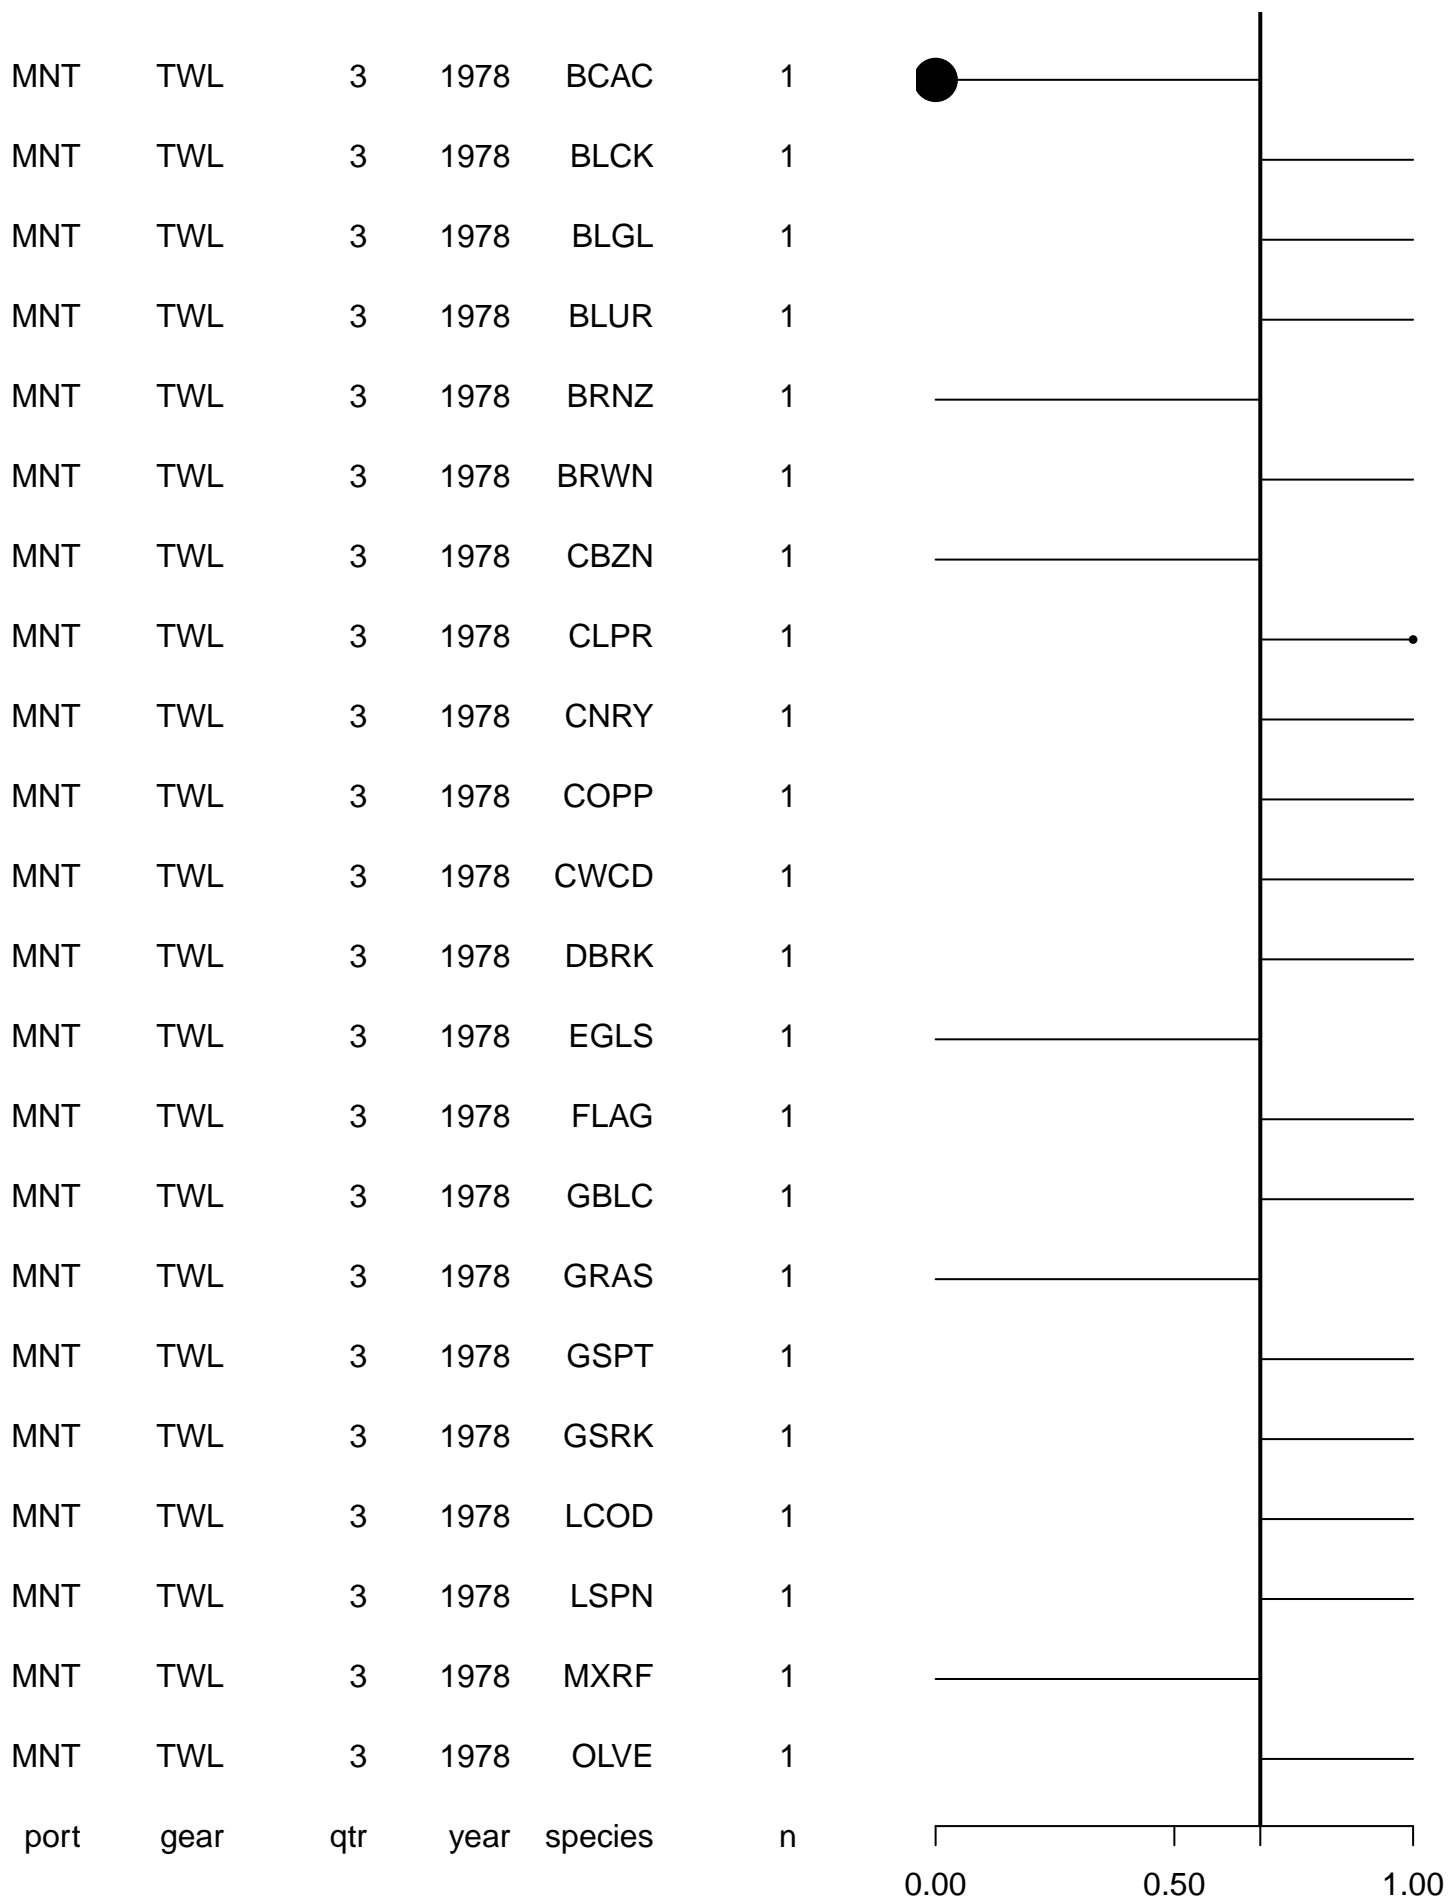 MNT TWL 3 1978 BCAC 1
MNT TWL 3 1978 BLCK 1
MNT TWL 3 1978 BLGL 1
MNT TWL 3 1978 BLUR 1
MNT TWL 3 1978 BRNZ 1
MNT TWL 3 1978 BRWN 1
MNT TWL 3 1978 CBZN 1
MNT TWL 3 1978 CLPR 1
MNT TWL 3 1978 CNRY 1
MNT TWL 3 1978 COPP 1
MNT TWL 3 1978 CWCD 1
MNT TWL 3 1978 DBRK 1
MNT TWL 3 1978 EGLS 1
MNT TWL 3 1978 FLAG 1
MNT TWL 3 1978 GBLC 1
MNT TWL 3 1978 GRAS 1
MNT TWL 3 1978 GSPT 1
MNT TWL 3 1978 GSRK 1
MNT TWL 3 1978 LCOD 1
MNT TWL 3 1978 LSPN 1
MNT TWL 3 1978 MXRF 1
MNT TWL 3 1978 OLVE 1
port gear qtr year species n
0.00 0.50 1.00